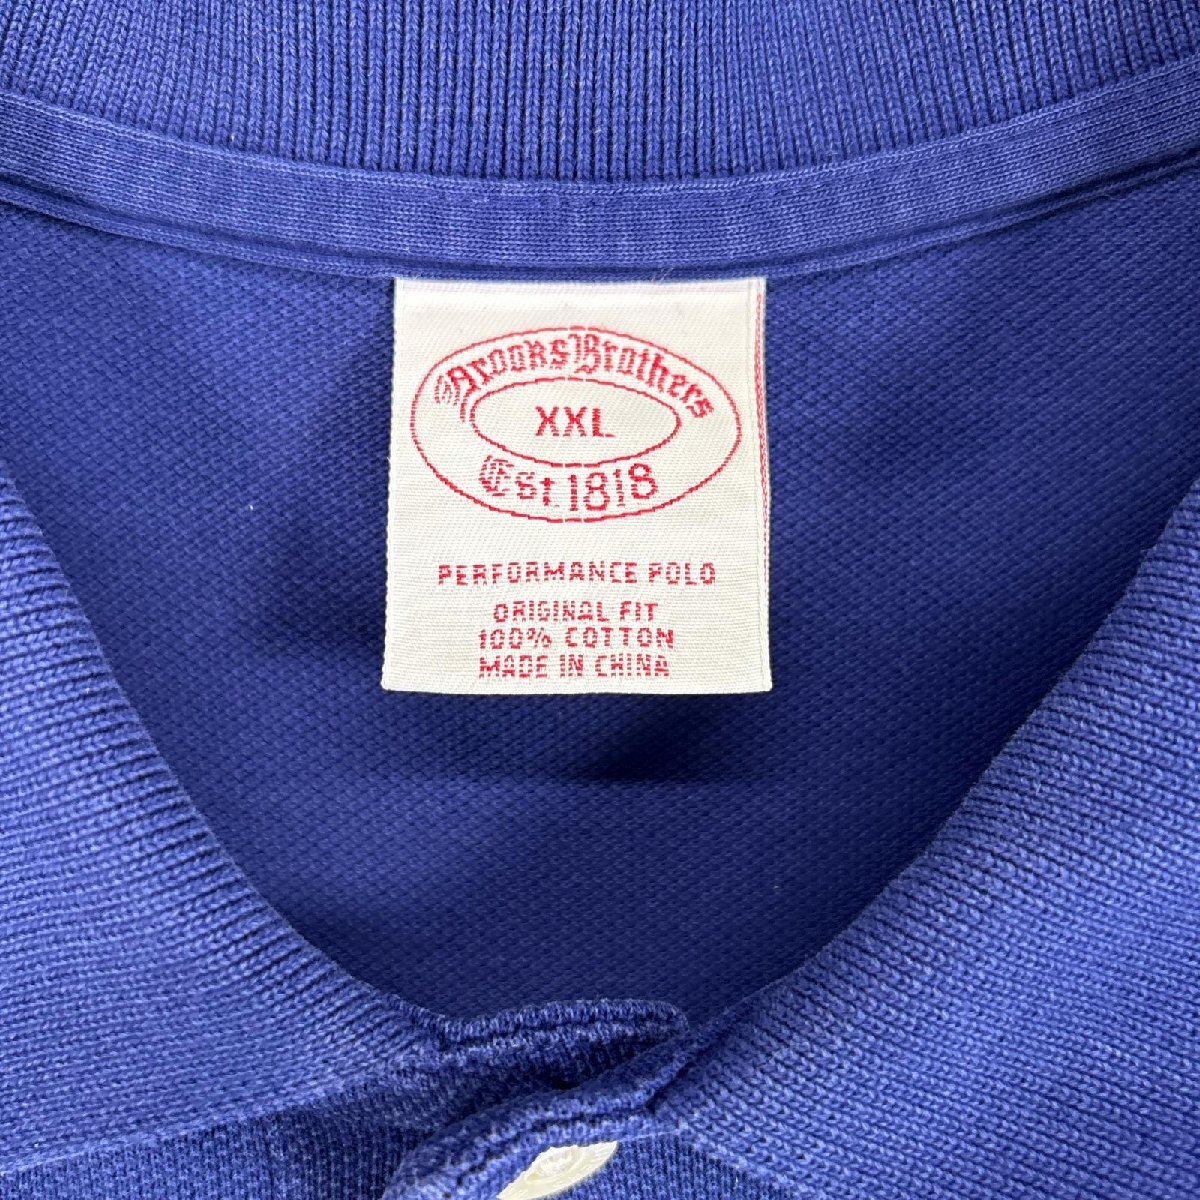 Brooks Brothers
XXL
Est. 1818
PERFORMANCE POLO
ORIGINAL FIT
100% COTTON
MADE IN CHINA